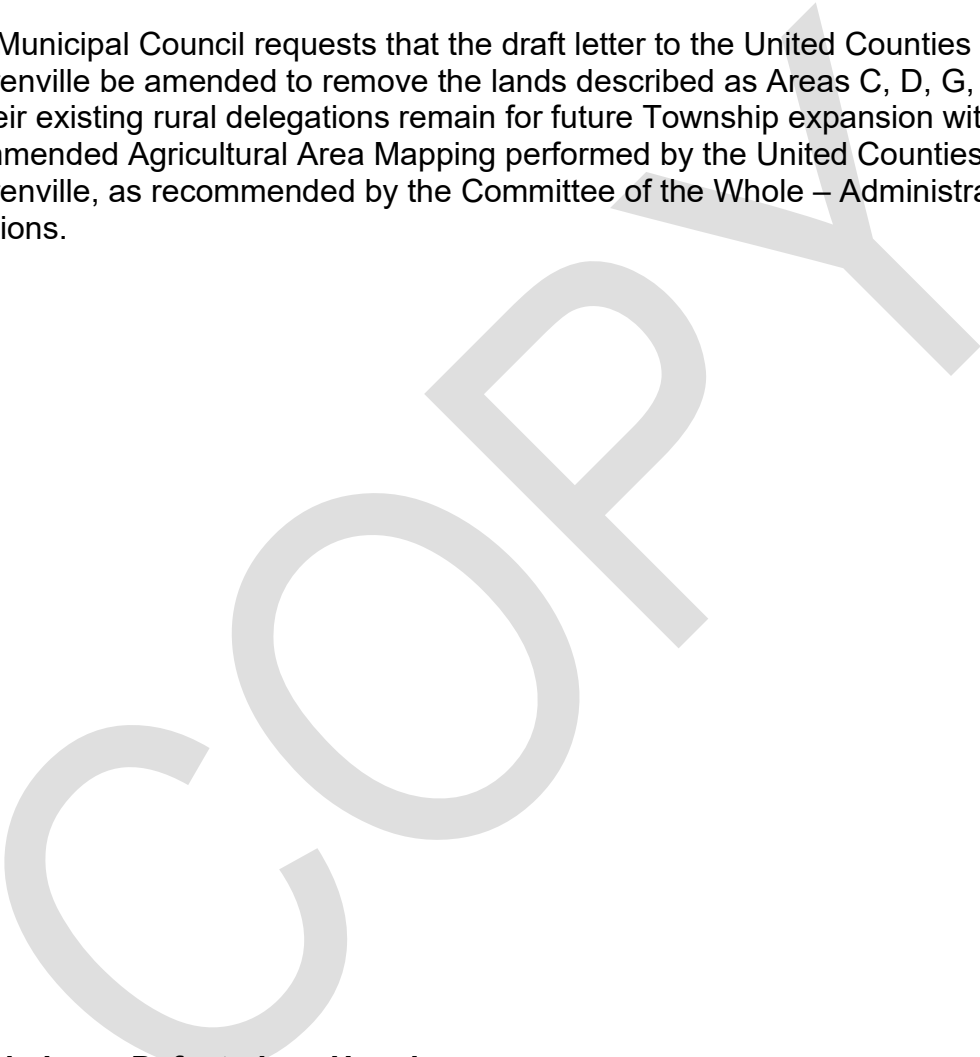 Municipal Council requests that the draft letter to the United Counties
enville be amended to remove the lands described as Areas C, D, G,
eir existing rural delegations remain for future Township expansion wit
mended Agricultural Area Mapping performed by the United Counties
enville, as recommended by the Committee of the Whole – Administra
ions.
COPY